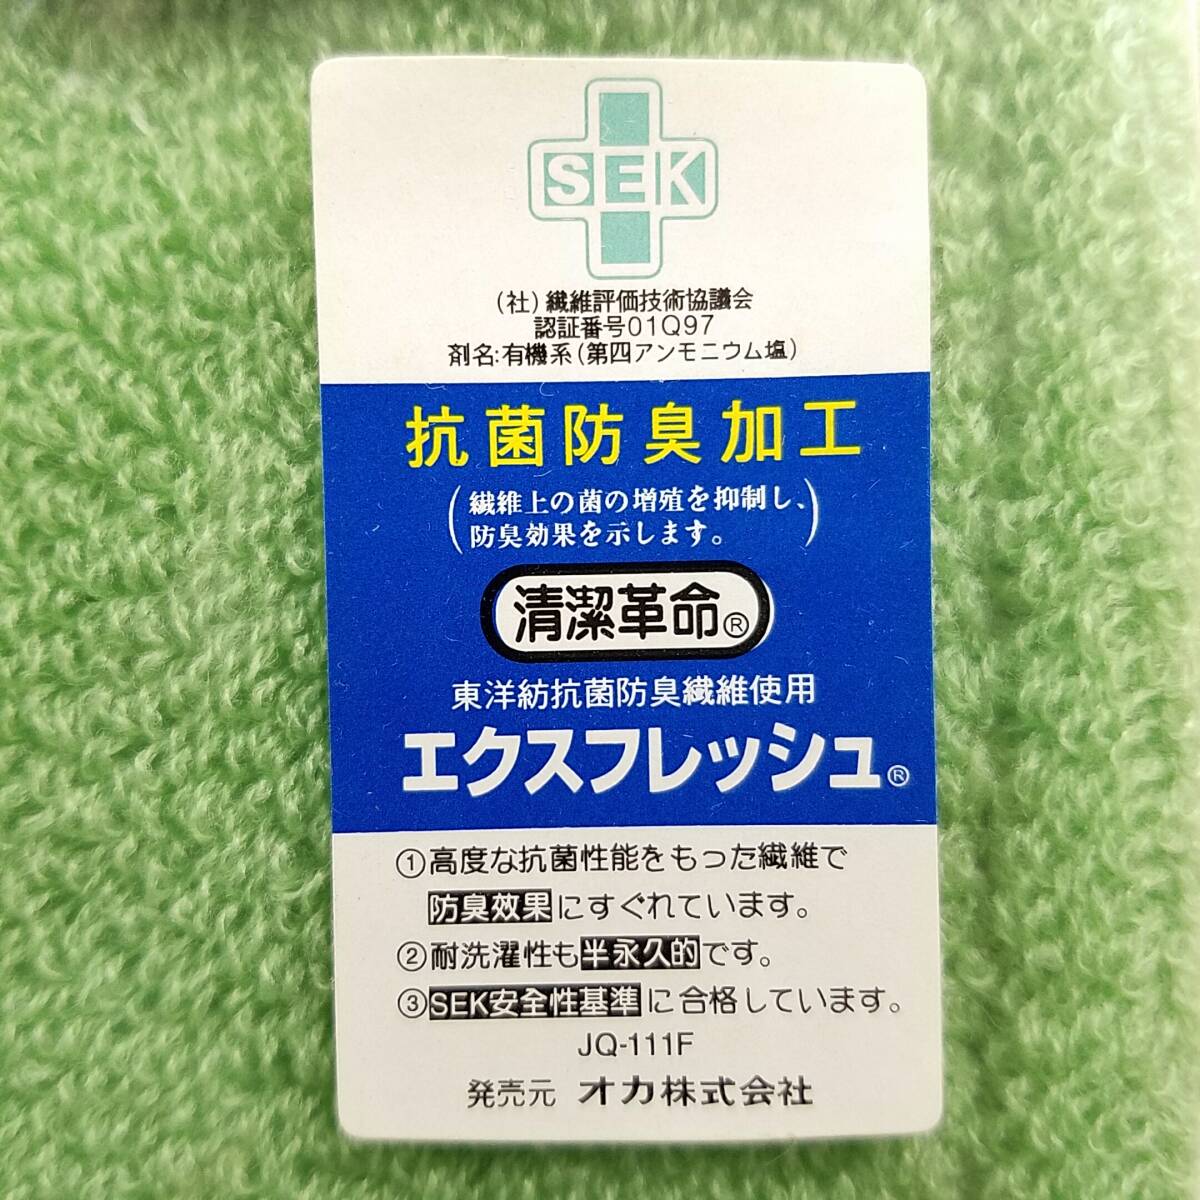 SEK
(社)繊維評価技術協議会
認証番号01Q97
剤名:有機系(第四アンモニウム塩)
抗菌防臭加工
(繊維上の菌の増殖を抑制し、
防臭効果を示します。)
清潔革命®
東洋紡抗菌防臭繊維使用
エクスフレッシュ®
①高度な抗菌性能をもった繊維で
防臭効果にすぐれています。
②耐洗濯性も半永久的です。
③SEK安全性基準に合格しています。
JQ-111F
発売元 オカ株式会社